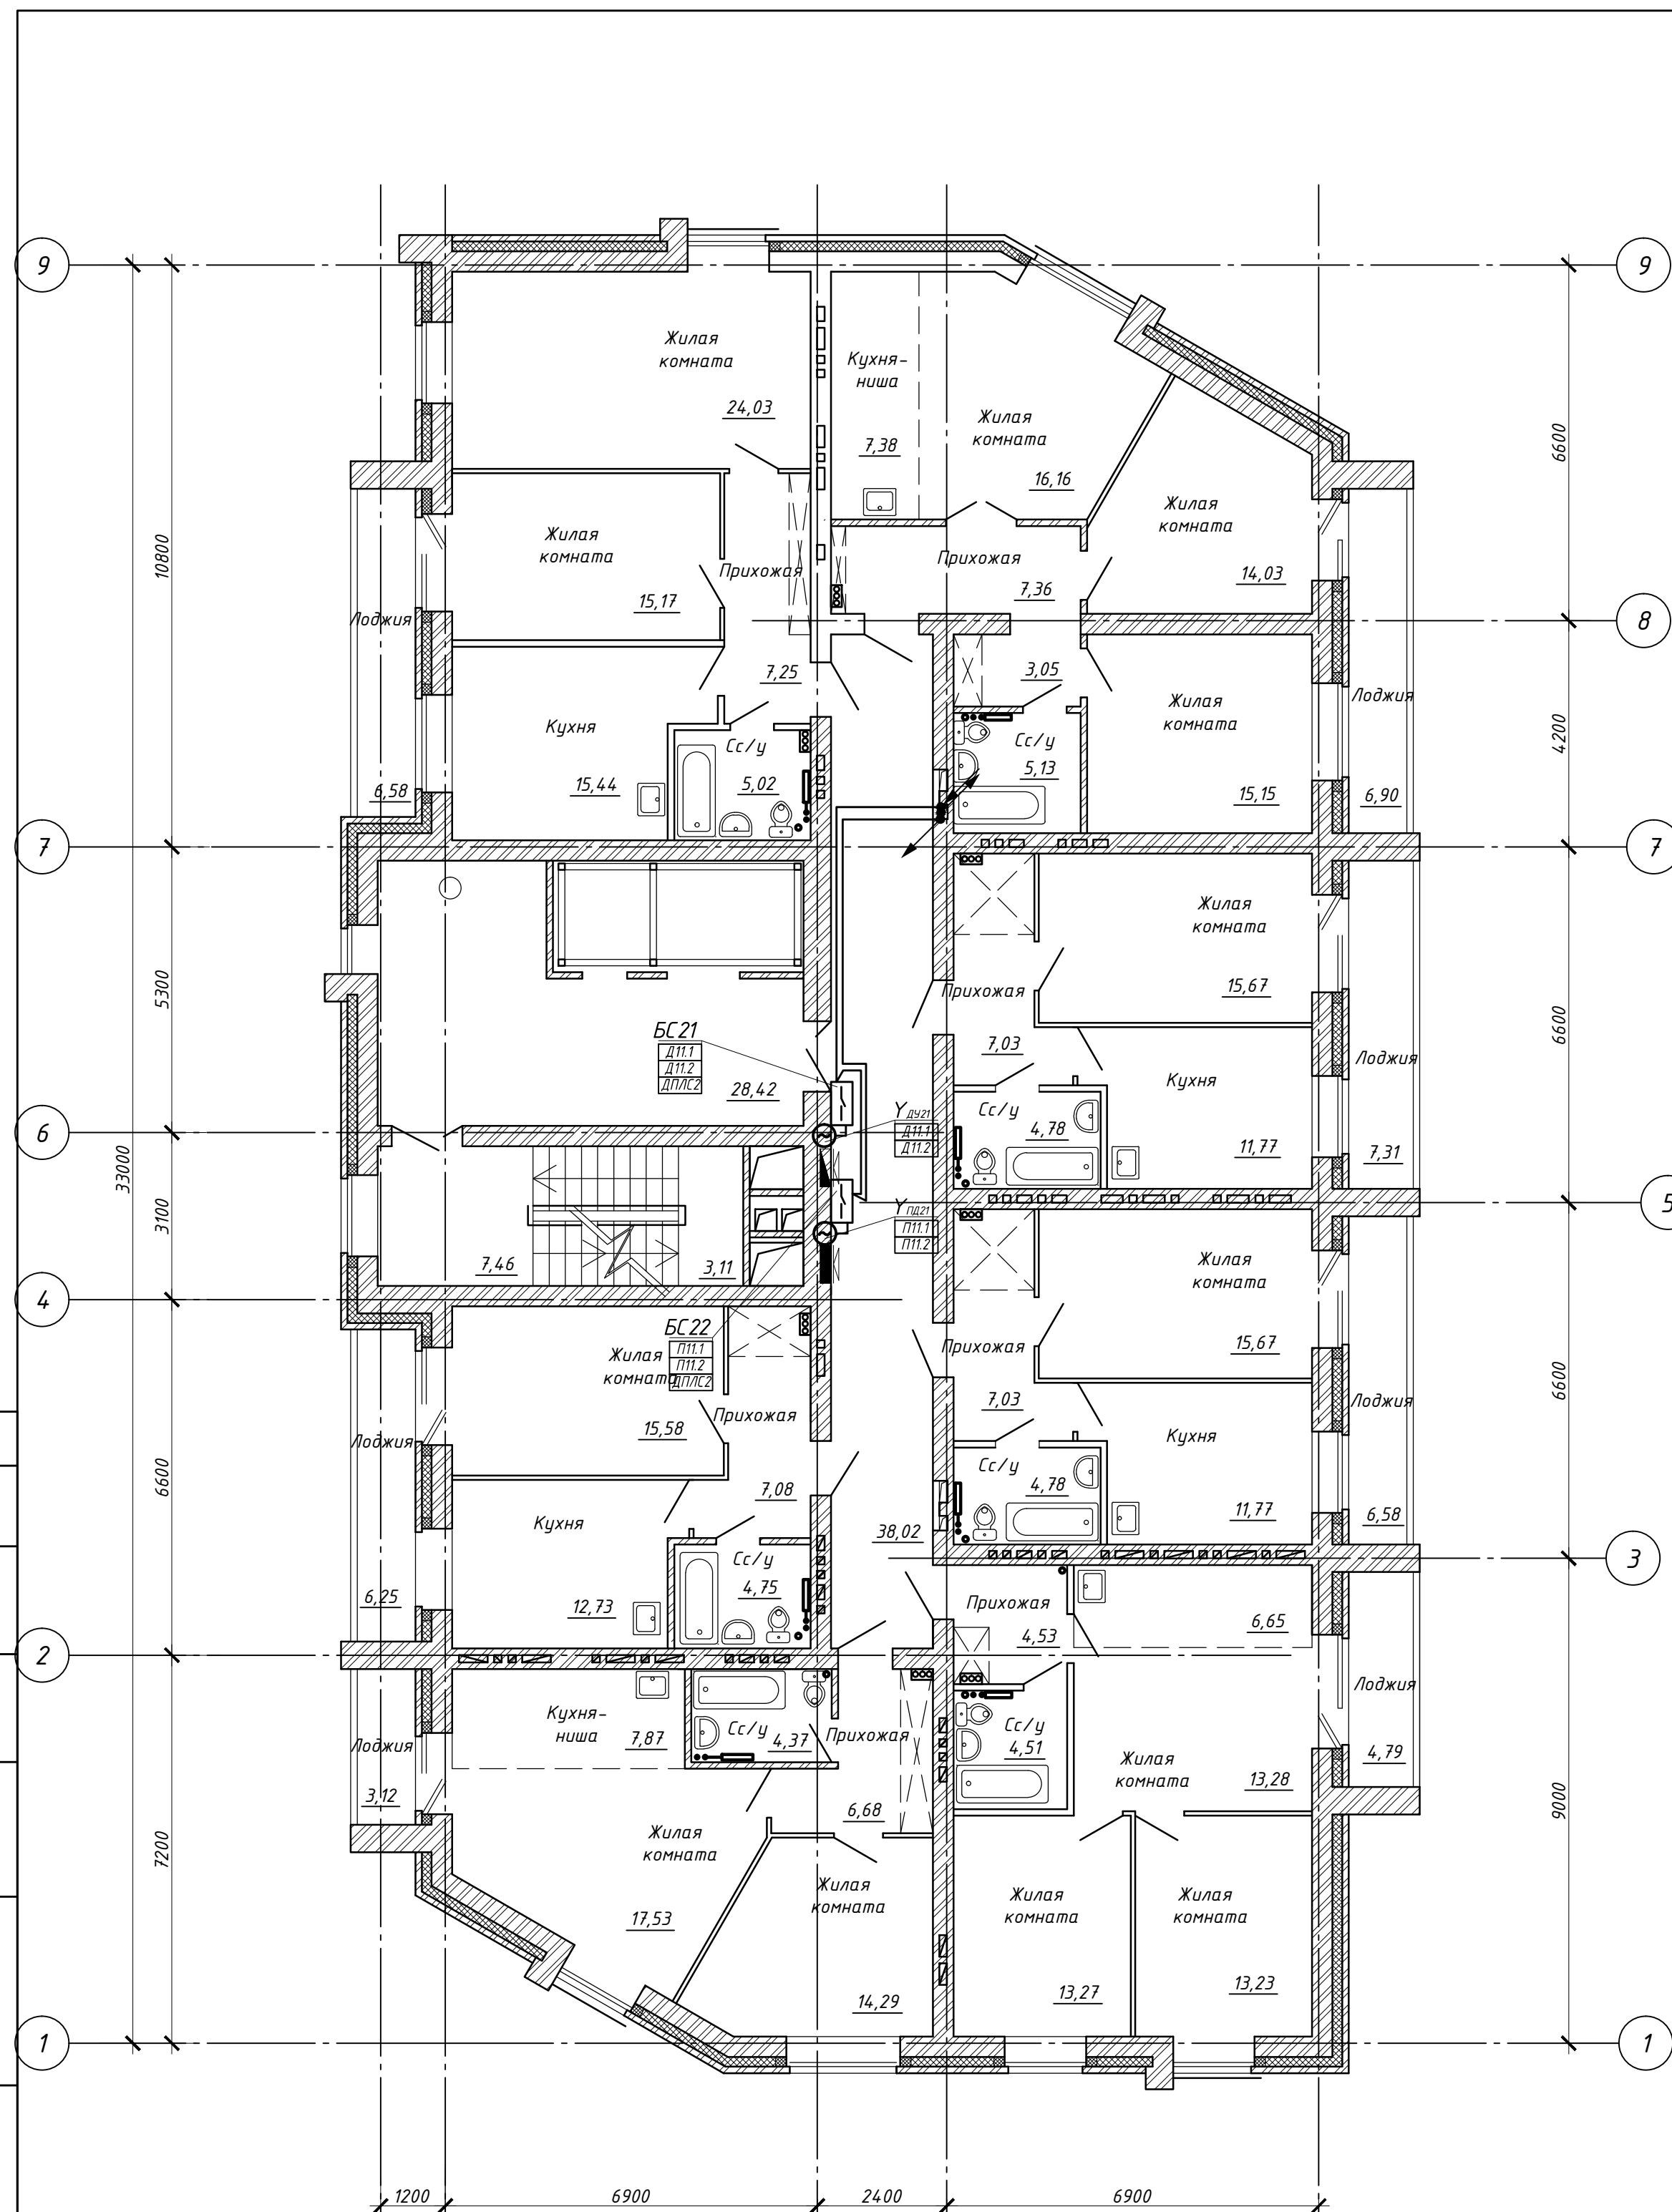 9
9
Жилая
комната
24,03
Кухня-
ниша
7,38
Жилая
комната
16,16
6600
Жилая
комната
15,17
Прихожая
Прихожая
7,36
Жилая
комната
14,03
10800
Лоджия
8
7,25
3,05
Кухня
15,44
Сс/у
5,02
Сс/у
5,13
Жилая
комната
15,15
Лоджия
4200
6,58
6,90
7
7
Жилая
комната
15,67
5300
Прихожая
БС21
Д11.1
Д11.2
ДПЛС2
28,42
7,03
Кухня
Лоджия
6600
YДУ21
Д11.1
Д11.2
Сс/у
4,78
11,77
7,31
6
33000
3100
YПД21
П11.1
П11.2
5
7,46
3,11
4
Жилая
комната
15,67
БС22
П11.1
П11.2
ДПЛС2
Жилая
комната
15,58
Прихожая
Прихожая
7,03
Кухня
Лоджия
6600
Лоджия
6600
7,08
Сс/у
4,78
11,77
6,58
Кухня
38,02
3
Сс/у
4,75
12,73
6,25
Прихожая
4,53
6,65
2
Кухня-
ниша
7,87
Сс/у
4,37
Прихожая
Сс/у
4,51
Жилая
комната
13,28
Лоджия
4,79
Лоджия
3,12
6,68
9000
7200
Жилая
комната
17,53
Жилая
комната
14,29
Жилая
комната
13,27
Жилая
комната
13,23
1
1
1200
6900
2400
6900